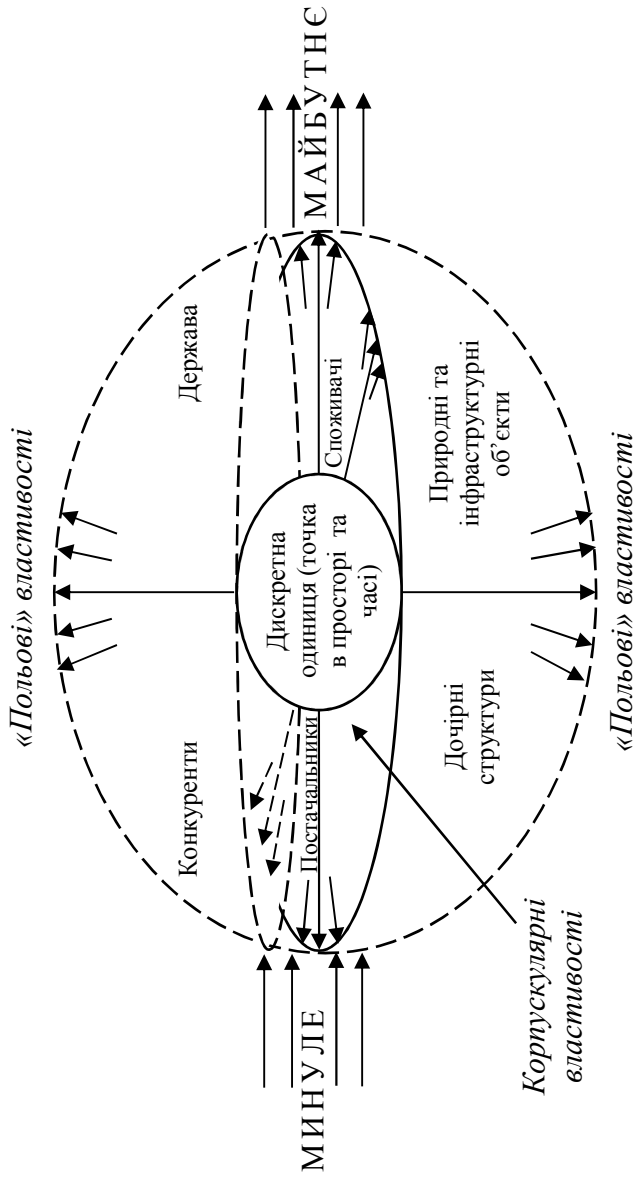 «Польові» властивості
Конкуренти
Держава
МИНУЛЕ
Постачальники
Дискретна
одиниця (точка
в просторі та
часі)
Споживачі
МАЙБУТНЄ
Дочірні
структури
Природні та
інфраструктурні
об’єкти
Корпускулярні
властивості
«Польові» властивості